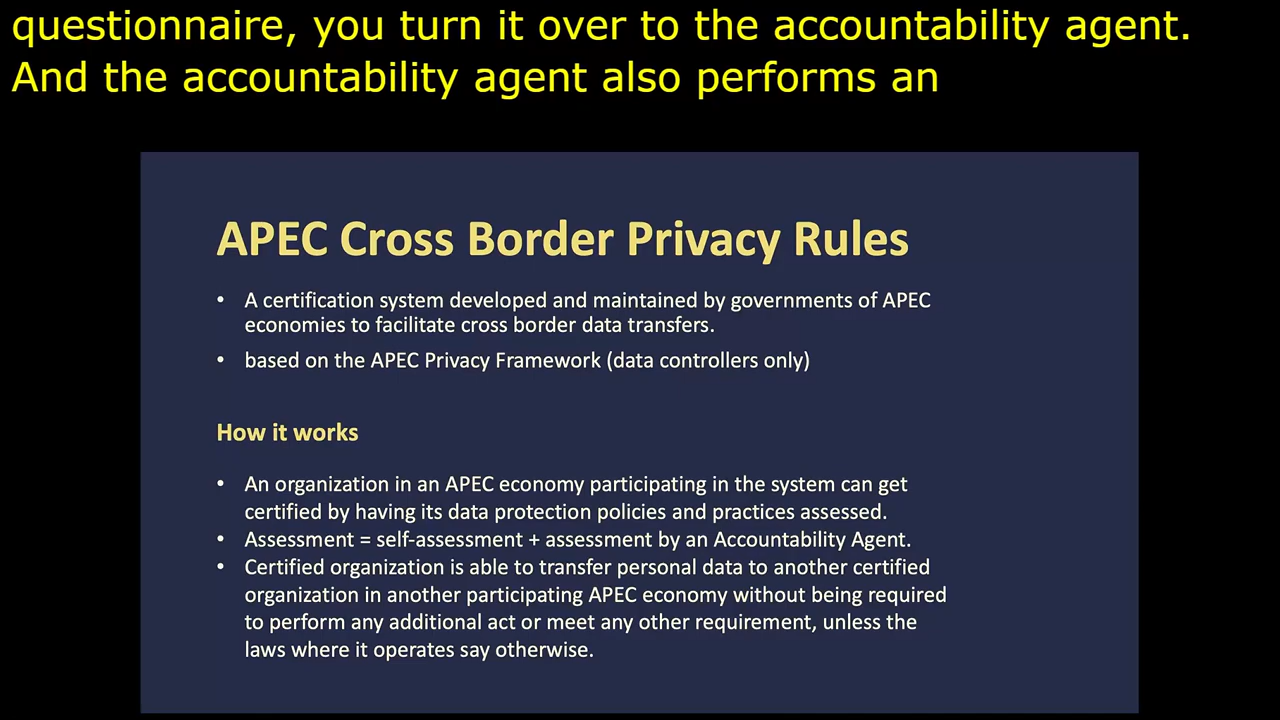 questionnaire, you turn it over to the accountability agent.
And the accountability agent also performs an
APEC Cross Border Privacy Rules
• A certification system developed and maintained by governments of APEC
economies to facilitate cross border data transfers.
• based on the APEC Privacy Framework (data controllers only)
How it works
• An organization in an APEC economy participating in the system can get
certified by having its data protection policies and practices assessed.
• Assessment = self-assessment + assessment by an Accountability Agent.
• Certified organization is able to transfer personal data to another certified
organization in another participating APEC economy without being required
to perform any additional act or meet any other requirement, unless the
laws where it operates say otherwise.